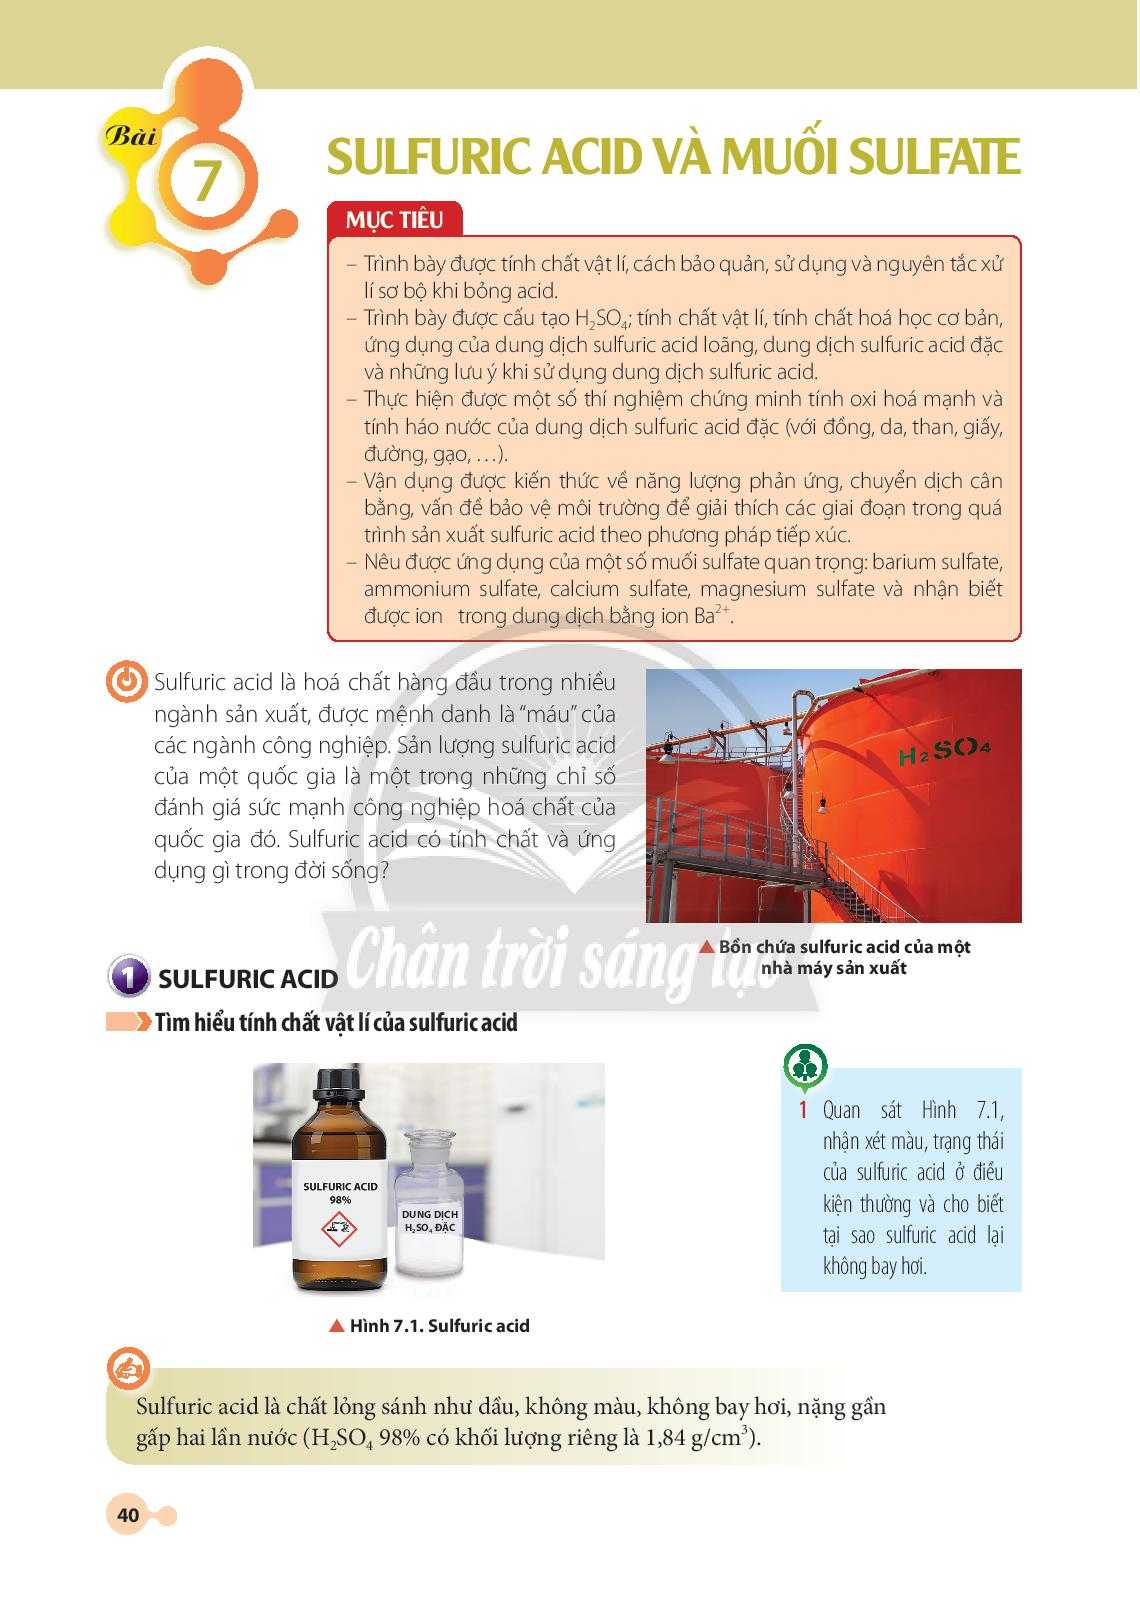 Bài
7
SULFURIC ACID VÀ MUỐI SULFATE
MỤC TIÊU
– Trình bày được tính chất vật lí, cách bảo quản, sử dụng và nguyên tắc xử
lí sơ bộ khi bỏng acid.
– Trình bày được cấu tạo H₂SO₄; tính chất vật lí, tính chất hoá học cơ bản,
ứng dụng của dung dịch sulfuric acid loãng, dung dịch sulfuric acid đặc
và những lưu ý khi sử dụng dung dịch sulfuric acid.
– Thực hiện được một số thí nghiệm chứng minh tính oxi hoá mạnh và
tính háo nước của dung dịch sulfuric acid đặc (với đồng, da, than, giấy,
đường, gạo, …).
– Vận dụng được kiến thức về năng lượng phản ứng, chuyển dịch cân
bằng, vấn đề bảo vệ môi trường để giải thích các giai đoạn trong quá
trình sản xuất sulfuric acid theo phương pháp tiếp xúc.
– Nêu được ứng dụng của một số muối sulfate quan trọng: barium sulfate,
ammonium sulfate, calcium sulfate, magnesium sulfate và nhận biết
được ion trong dung dịch bằng ion Ba²⁺.
Sulfuric acid là hoá chất hàng đầu trong nhiều
ngành sản xuất, được mệnh danh là “máu” của
các ngành công nghiệp. Sản lượng sulfuric acid
của một quốc gia là một trong những chỉ số
đánh giá sức mạnh công nghiệp hoá chất của
quốc gia đó. Sulfuric acid có tính chất và ứng
dụng gì trong đời sống?
H₂SO₄
▲ Bồn chứa sulfuric acid của một
nhà máy sản xuất
Chân trời sáng tạo
1 SULFURIC ACID
Tìm hiểu tính chất vật lí của sulfuric acid
SULFURIC ACID
98%
DUNG DỊCH
H₂SO₄ ĐẶC
▲ Hình 7.1. Sulfuric acid
1 Quan sát Hình 7.1,
nhận xét màu, trạng thái
của sulfuric acid ở điều
kiện thường và cho biết
tại sao sulfuric acid lại
không bay hơi.
Sulfuric acid là chất lỏng sánh như dầu, không màu, không bay hơi, nặng gần
gấp hai lần nước (H₂SO₄ 98% có khối lượng riêng là 1,84 g/cm³).
40